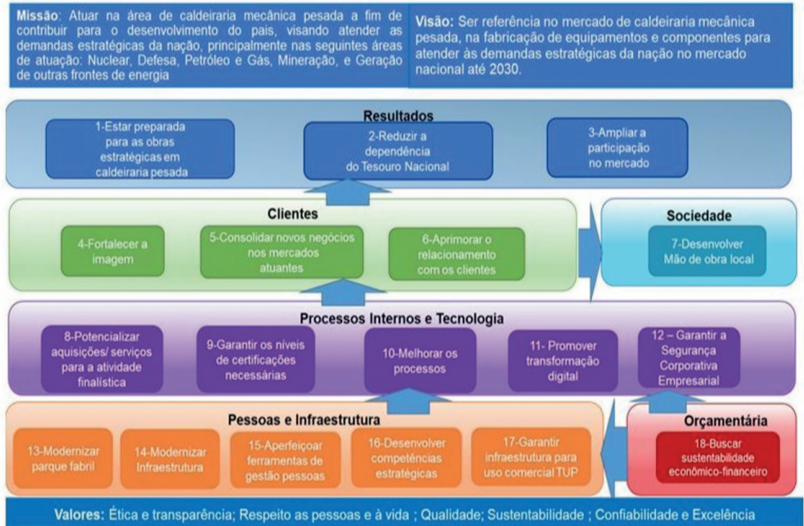 Missão: Atuar na área de caldeiraria mecânica pesada a fim de
contribuir para o desenvolvimento do pais, visando atender as
demandas estratégicas da nação, principalmente nas seguintes áreas
de atuação: Nuclear, Defesa, Petróleo e Gás, Mineração, e Geração
de outras frontes de energia
Visão: Ser referência no mercado de caldeiraria mecânica
pesada, na fabricação de equipamentos e componentes para
atender às demandas estratégicas da nação no mercado
nacional até 2030.
Resultados
1-Estar preparada
para as obras
estratégicas em
caldeiraria pesada
2-Reduzir a
dependência
do Tesouro Nacional
3-Ampliar a
participação
no mercado
Clientes
4-Fortalecer a
imagem
5-Consolidar novos negócios
nos mercados
atuantes
6-Aprimorar o
relacionamento
com os clientes
Sociedade
7-Desenvolver
Mão de obra local
Processos Internos e Tecnologia
8-Potencializar
aquisições/ serviços
para a atividade
finalística
9-Garantir os níveis
de certificações
necessárias
10-Melhorar os
processos
11- Promover
transformação
digital
12 – Garantir a
Segurança
Corporativa
Empresarial
Pessoas e Infraestrutura
13-Modernizar
parque fabril
14-Modernizar
Infraestrutura
15-Aperfeiçoar
ferramentas de
gestão pessoas
16-Desenvolver
competências
estratégicas
17-Garantir
infraestrutura para
uso comercial TUP
Orçamentária
18-Buscar
sustentabilidade
econômico-financeiro
Valores: Ética e transparência; Respeito as pessoas e à vida ; Qualidade; Sustentabilidade ; Confiabilidade e Excelência